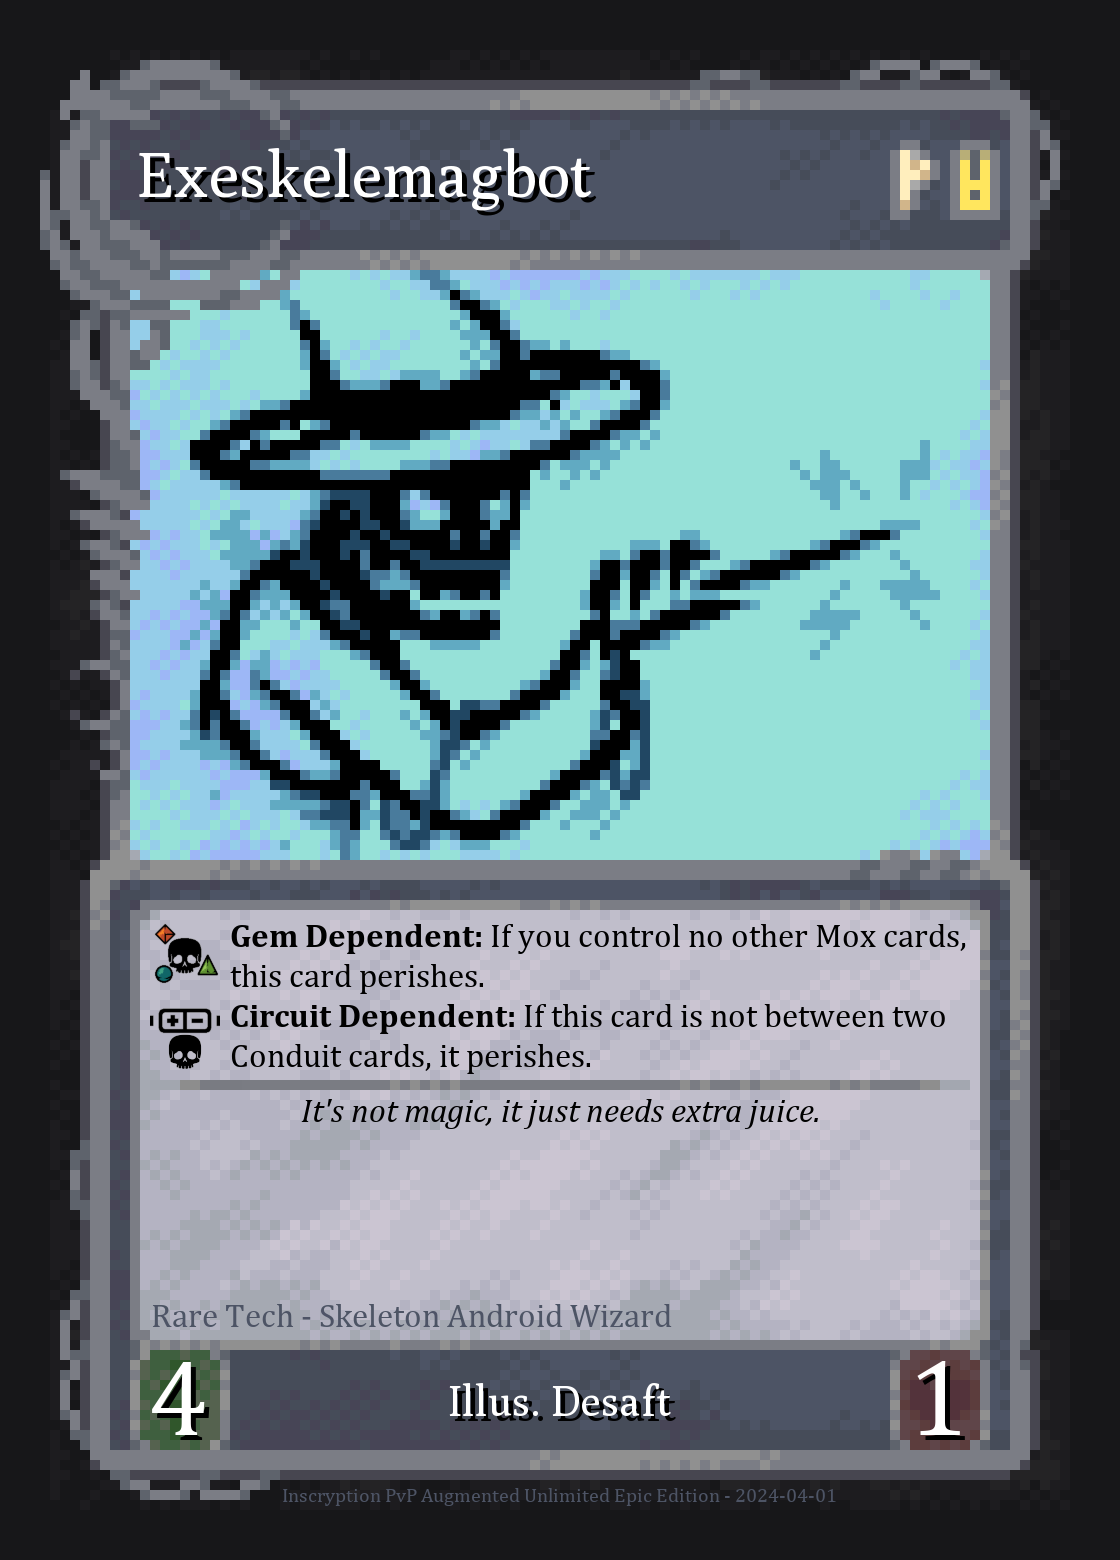 Exeskelemagbot
Gem Dependent: If you control no other Mox cards,
this card perishes.
Circuit Dependent: If this card is not between two
Conduit cards, it perishes.
It's not magic, it just needs extra juice.
Rare Tech - Skeleton Android Wizard
4
Illus. Desaft
1
Inscryption PvP Augmented Unlimited Epic Edition - 2024-04-01